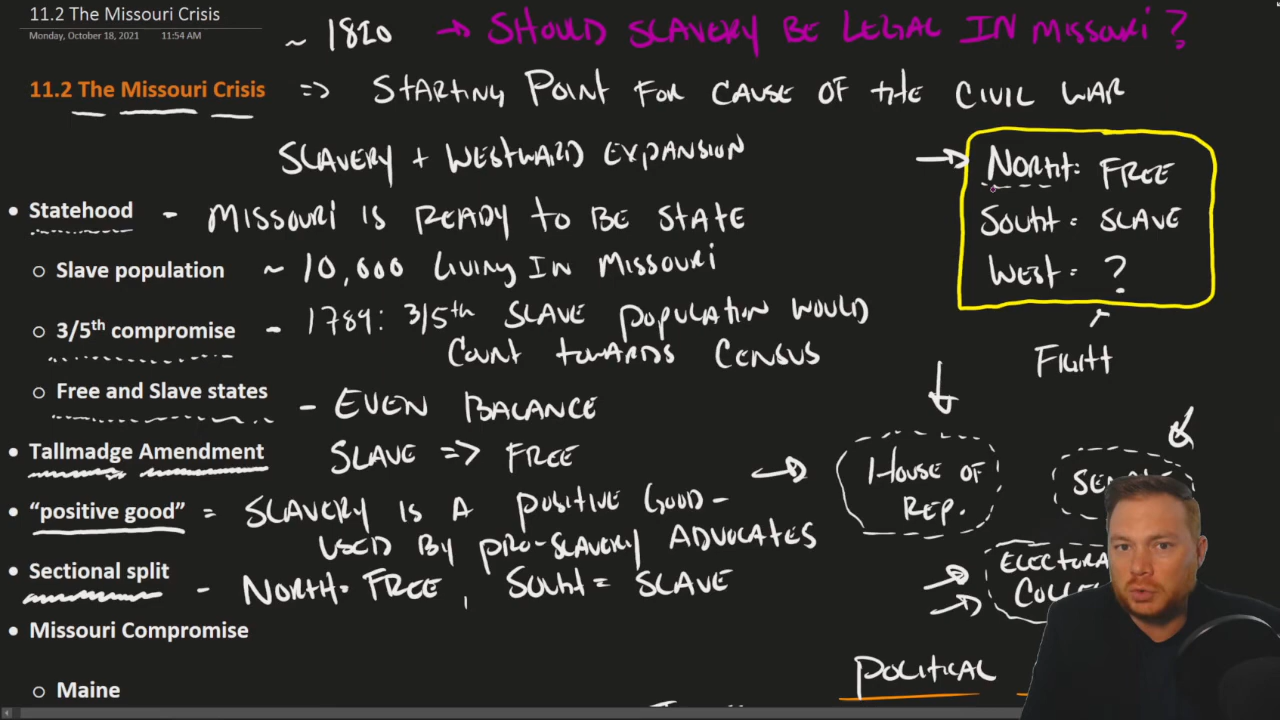 11.2 The Missouri Crisis
Monday, October 18, 2021 11:54 AM
~ 1820 → SHOULD SLAVERY BE LEGAL IN MISSOURI?
11.2 The Missouri Crisis => STARTING POINT FOR CAUSE OF THE CIVIL WAR
SLAVERY + WESTWARD EXPANSION
→ NORTH: FREE
SOUTH = SLAVE
WEST = ?
FIGHT
• Statehood - MISSOURI IS READY TO BE STATE
○ Slave population ~ 10,000 LIVING IN MISSOURI
○ 3/5th compromise - 1789: 3/5th SLAVE POPULATION WOULD
COUNT TOWARDS CENSUS
○ Free and Slave states - EVEN BALANCE
• Tallmadge Amendment SLAVE => FREE
• "positive good" = SLAVERY IS A POSITIVE GOOD -
USED BY PRO-SLAVERY ADVOCATES
• Sectional split - NORTH = FREE, SOUTH = SLAVE
• Missouri Compromise
○ Maine
→ HOUSE OF
REP.
POLITICAL